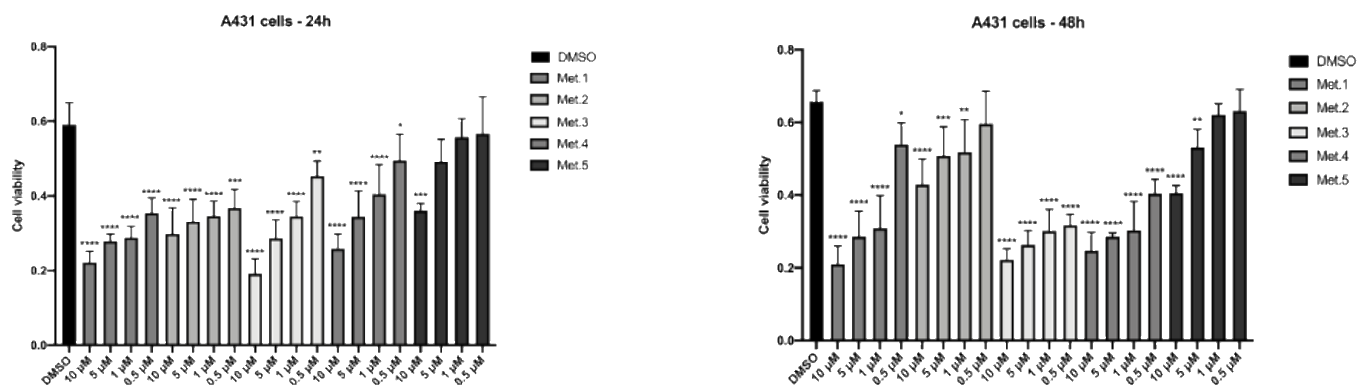 A431 cells - 24h
Cell viability
0.8
0.6
0.4
0.2
0.0
****
****
****
****
****
****
****
***
****
****
****
**
****
****
****
*
***
DMSO
10 µM
5 µM
1 µM
0.5 µM
10 µM
5 µM
1 µM
0.5 µM
10 µM
5 µM
1 µM
0.5 µM
10 µM
5 µM
1 µM
0.5 µM
10 µM
5 µM
1 µM
0.5 µM
DMSO
Met.1
Met.2
Met.3
Met.4
Met.5
A431 cells - 48h
Cell viability
0.8
0.6
0.4
0.2
0.0
****
****
****
*
****
***
**
****
****
****
****
****
****
****
****
****
**
DMSO
10 µM
5 µM
1 µM
0.5 µM
10 µM
5 µM
1 µM
0.5 µM
10 µM
5 µM
1 µM
0.5 µM
10 µM
5 µM
1 µM
0.5 µM
10 µM
5 µM
1 µM
0.5 µM
DMSO
Met.1
Met.2
Met.3
Met.4
Met.5